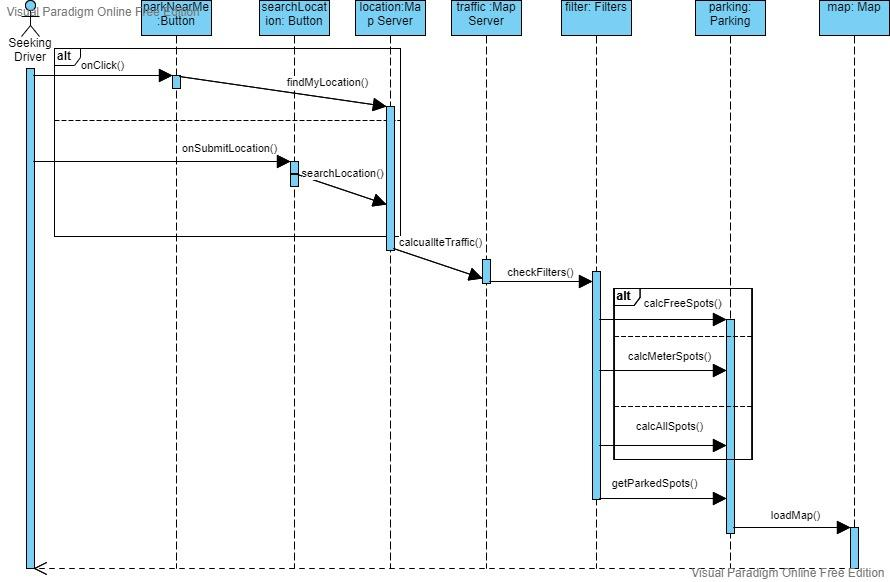 Visual Paradigm Online Free Edition
Seeking
Driver
parkNearMe
:Button
searchLocat
ion: Button
location:Ma
p Server
traffic :Map
Server
filter: Filters
parking:
Parking
map: Map
alt
onClick()
findMyLocation()
onSubmitLocation()
searchLocation()
calcuallteTraffic()
checkFilters()
alt
calcFreeSpots()
calcMeterSpots()
calcAllSpots()
getParkedSpots()
loadMap()
Visual Paradigm Online Free Edition